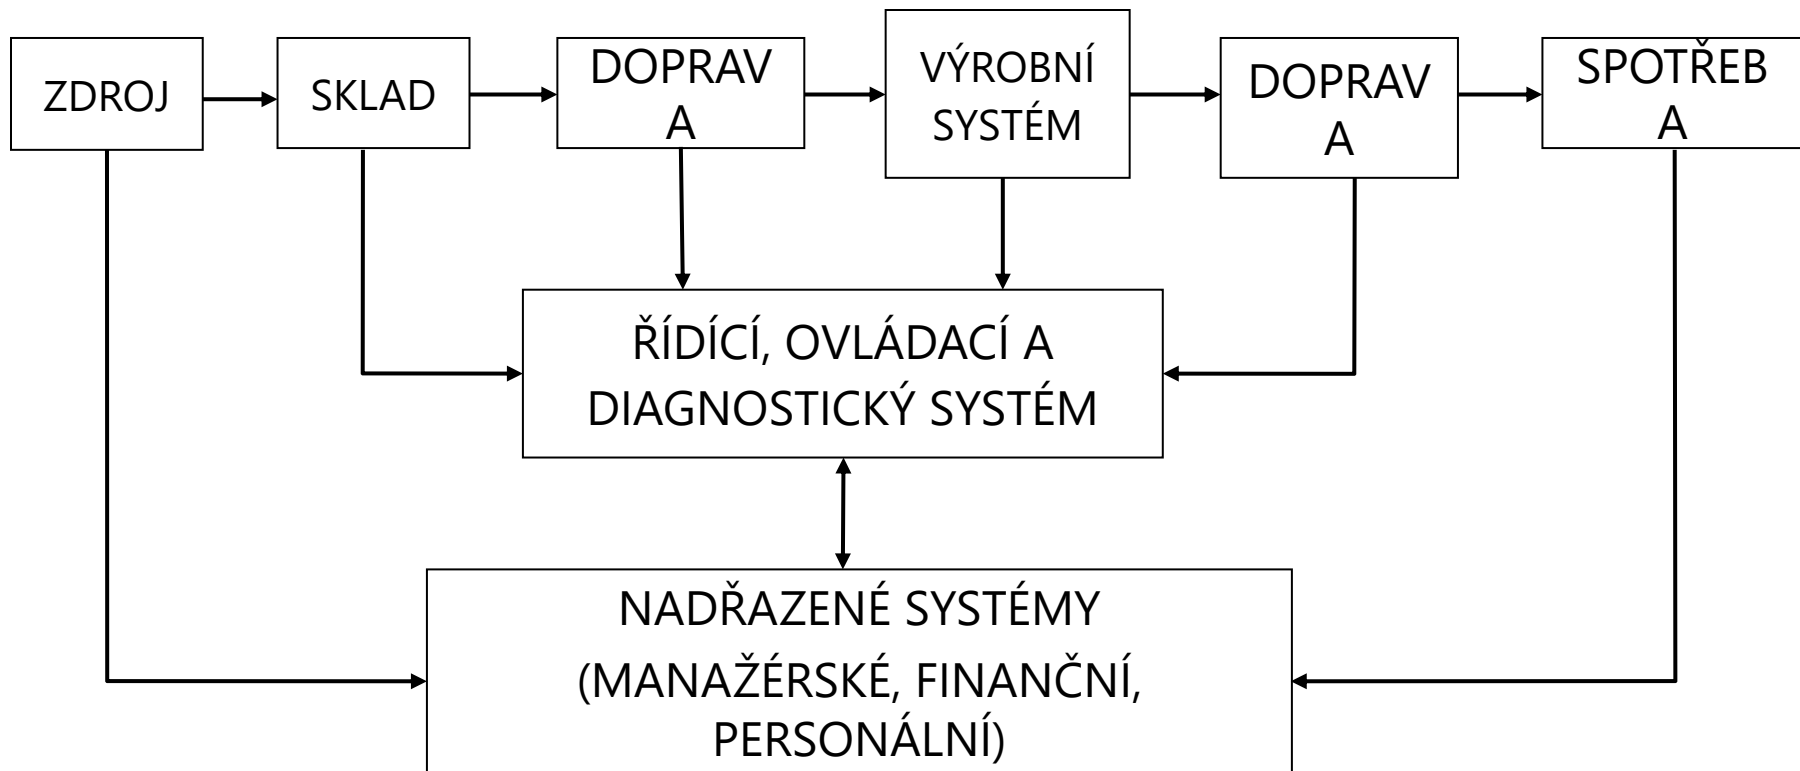 ZDROJ
SKLAD
DOPRAV
A
VÝROBNÍ
SYSTÉM
DOPRAV
A
SPOTŘEB
A
ŘÍDÍCÍ, OVLÁDACÍ A
DIAGNOSTICKÝ SYSTÉM
NADŘAZENÉ SYSTÉMY
(MANAŽÉRSKÉ, FINANČNÍ,
PERSONÁLNÍ)